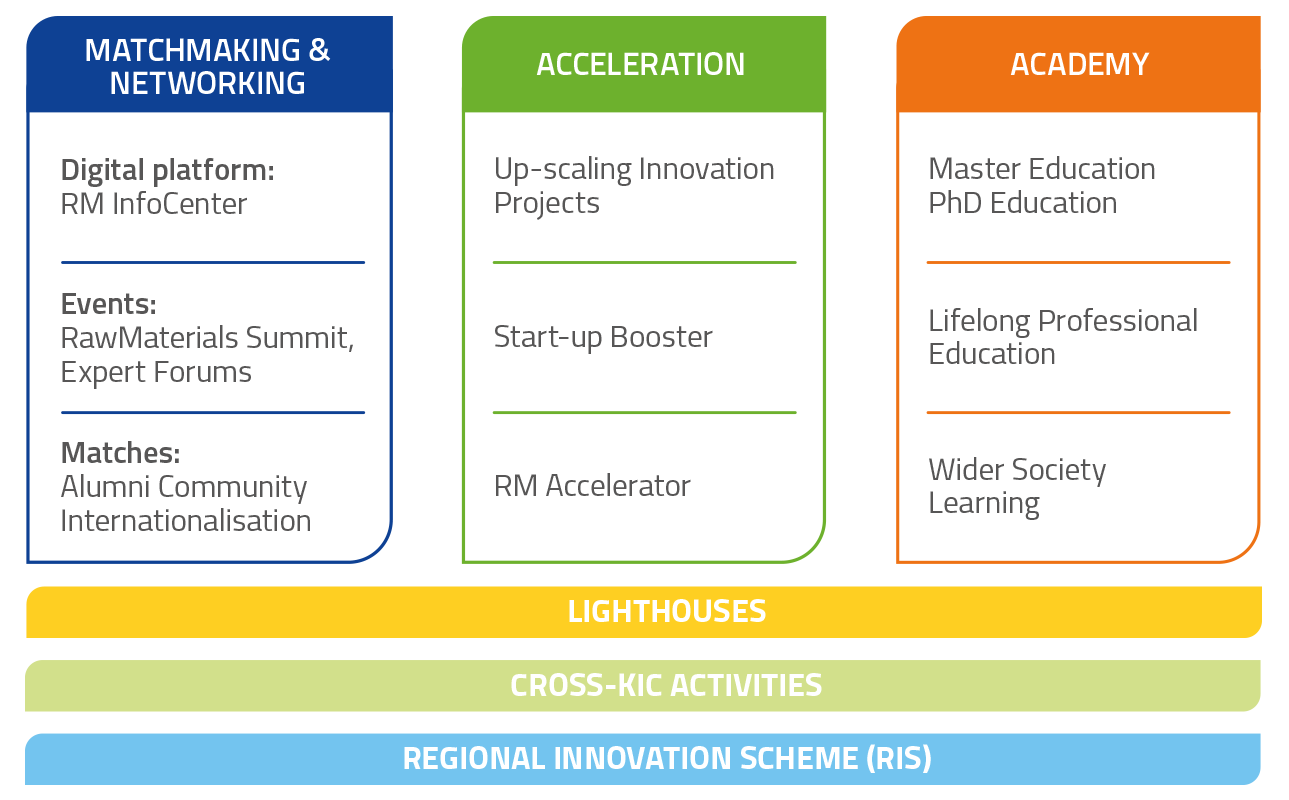 MATCHMAKING &
NETWORKING
Digital platform:
RM InfoCenter
Events:
RawMaterials Summit,
Expert Forums
Matches:
Alumni Community
Internationalisation
ACCELERATION
Up-scaling Innovation
Projects
Start-up Booster
RM Accelerator
ACADEMY
Master Education
PhD Education
Lifelong Professional
Education
Wider Society
Learning
LIGHTHOUSES
CROSS-KIC ACTIVITIES
REGIONAL INNOVATION SCHEME (RIS)